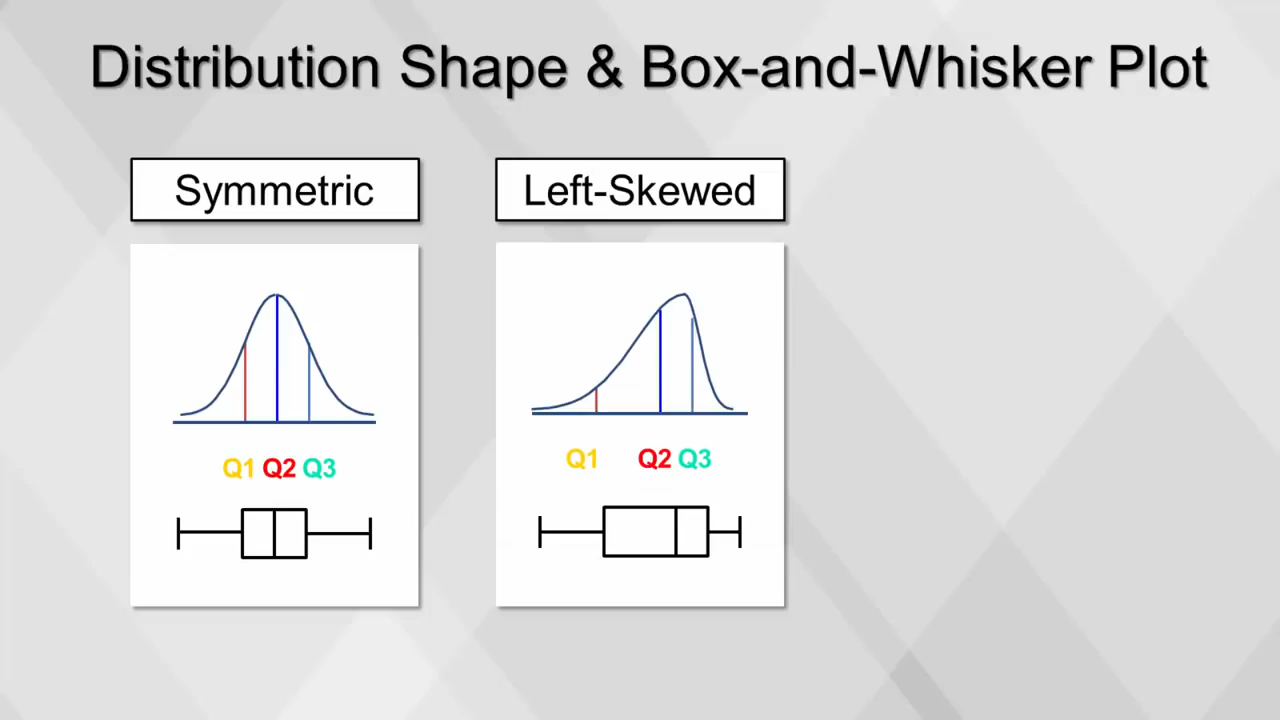 Distribution Shape & Box-and-Whisker Plot
Symmetric
Left-Skewed
Q1 Q2 Q3
Q1 Q2 Q3